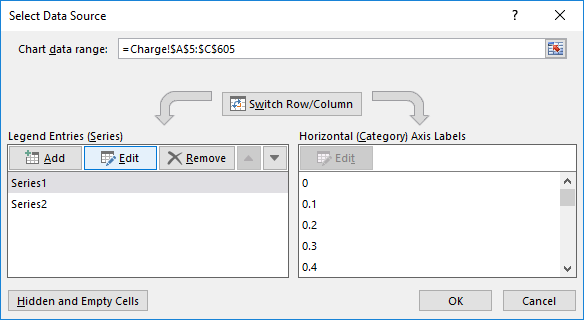 Select Data Source
?
Chart data range:
=Charge!$A$5:$C$605
Switch Row/Column
Legend Entries (Series)
Horizontal (Category) Axis Labels
Add
Edit
Remove
Edit
Series1
Series2
0
0.1
0.2
0.3
0.4
Hidden and Empty Cells
OK
Cancel